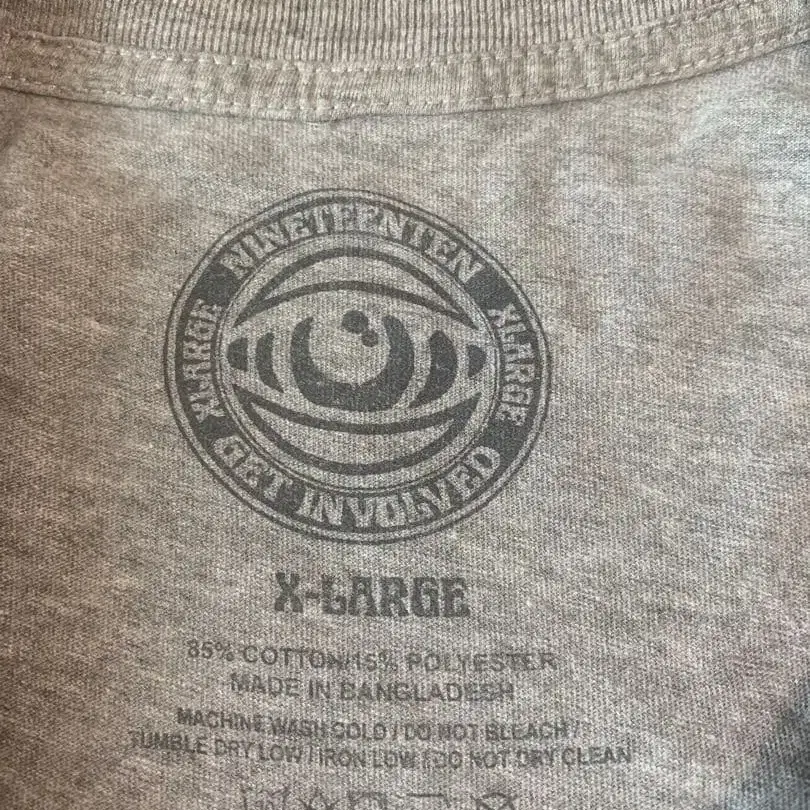 NINETEENTEN
XLARGE
XLARGE
GET INVOLVED
X-LARGE
85% COTTON/15% POLYESTER
MADE IN BANGLADESH
MACHINE WASH COLD / DO NOT BLEACH /
TUMBLE DRY LOW / IRON LOW / DO NOT DRY CLEAN